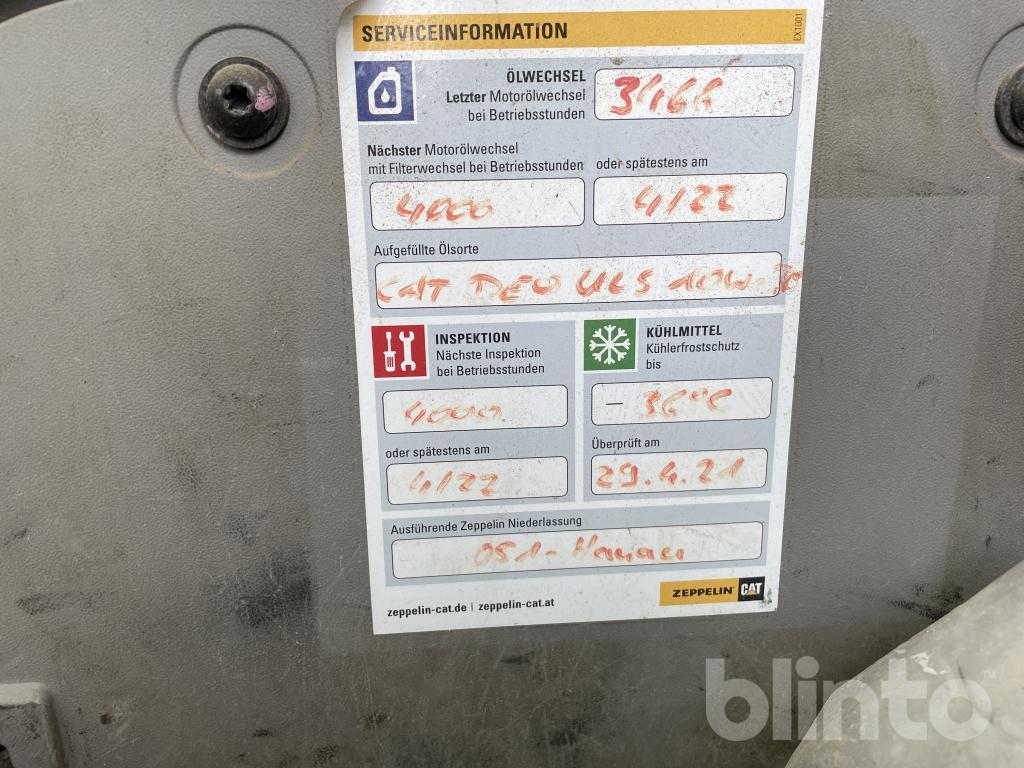 SERVICEINFORMATION
EX1001
ÖLWECHSEL
Letzter Motorölwechsel
bei Betriebsstunden
Nächster Motorölwechsel
mit Filterwechsel bei Betriebsstunden
oder spätestens am
4000
4/22
Aufgefüllte Ölsorte
CAT DEO ULS 10W-30
INSPEKTION
Nächste Inspektion
bei Betriebsstunden
4000
oder spätestens am
4/22
KÜHLMITTEL
Kühlerfrostschutz
bis
- 36°C
Überprüft am
29.4.21
Ausführende Zeppelin Niederlassung
051-
zeppelin-cat.de | zeppelin-cat.at
ZEPPELIN CAT
blinto